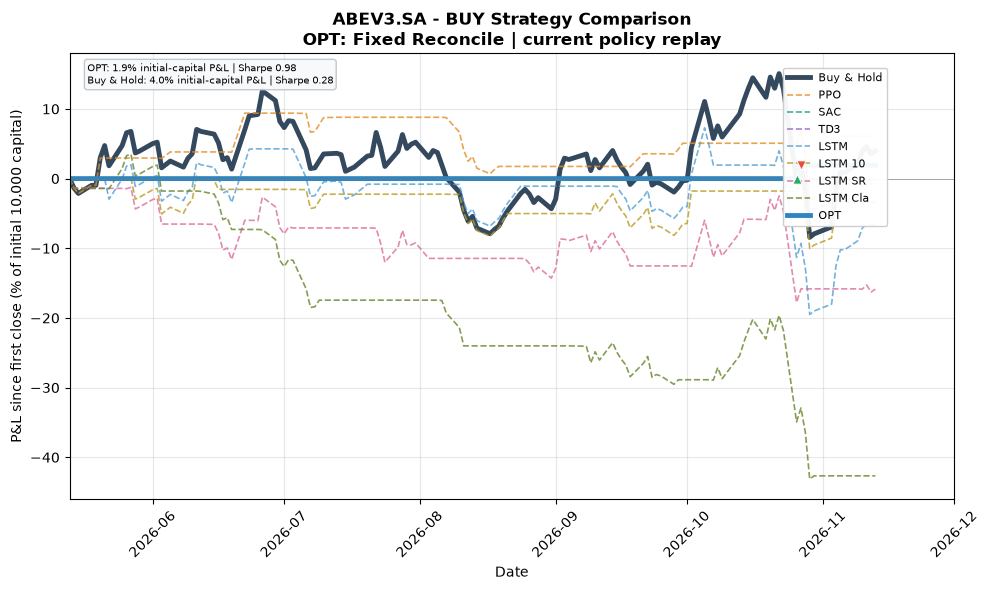 ABEV3.SA - BUY Strategy Comparison
OPT: Fixed Reconcile | current policy replay
OPT: 1.9% initial-capital P&L | Sharpe 0.98
Buy & Hold: 4.0% initial-capital P&L | Sharpe 0.28
Buy & Hold
PPO
SAC
TD3
LSTM
LSTM 10
LSTM SR
LSTM Cla
OPT
P&L since first close (% of initial 10,000 capital)
10
0
−10
−20
−30
−40
2026-06
2026-07
2026-08
2026-09
2026-10
2026-11
2026-12
Date